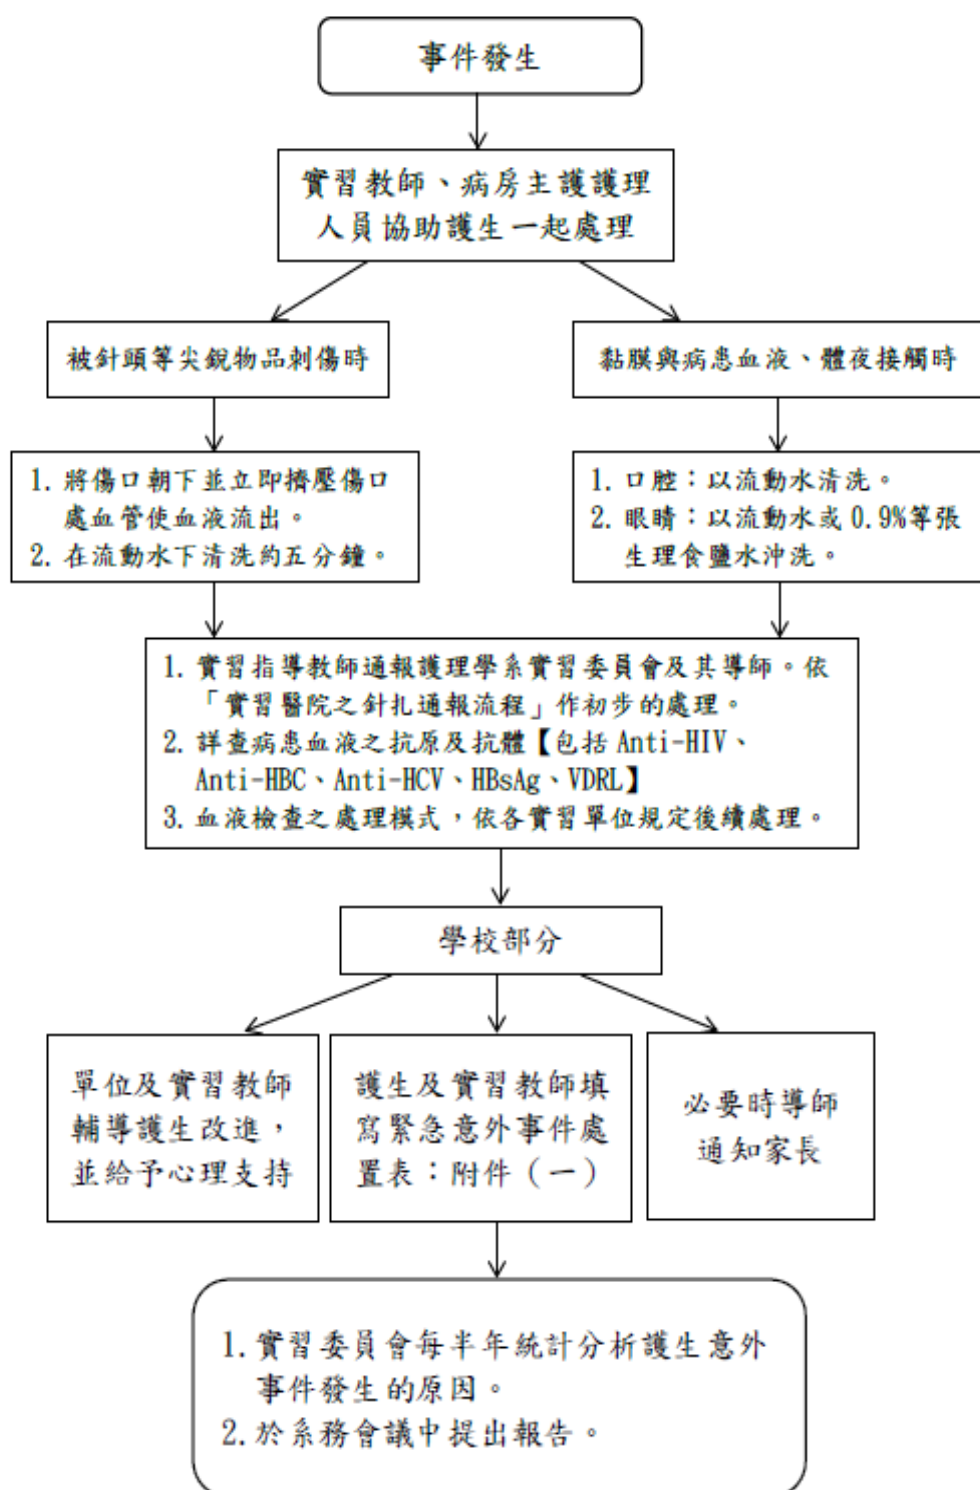 事件發生
實習教師、病房主護護理
人員協助護生一起處理
被針頭等尖銳物品刺傷時
黏膜與病患血液、體夜接觸時
1. 將傷口朝下並立即擠壓傷口
處血管使血液流出。
2. 在流動水下清洗約五分鐘。
1. 口腔：以流動水清洗。
2. 眼睛：以流動水或 0.9%等張
生理食鹽水沖洗。
1. 實習指導教師通報護理學系實習委員會及其導師。依
「實習醫院之針扎通報流程」作初步的處理。
2. 詳查病患血液之抗原及抗體【包括 Anti-HIV、
Anti-HBC、Anti-HCV、HBsAg、VDRL】
3. 血液檢查之處理模式，依各實習單位規定後續處理。
學校部分
單位及實習教師
輔導護生改進，
並給予心理支持
護生及實習教師填
寫緊急意外事件處
置表：附件（一）
必要時導師
通知家長
1. 實習委員會每半年統計分析護生意外
事件發生的原因。
2. 於系務會議中提出報告。